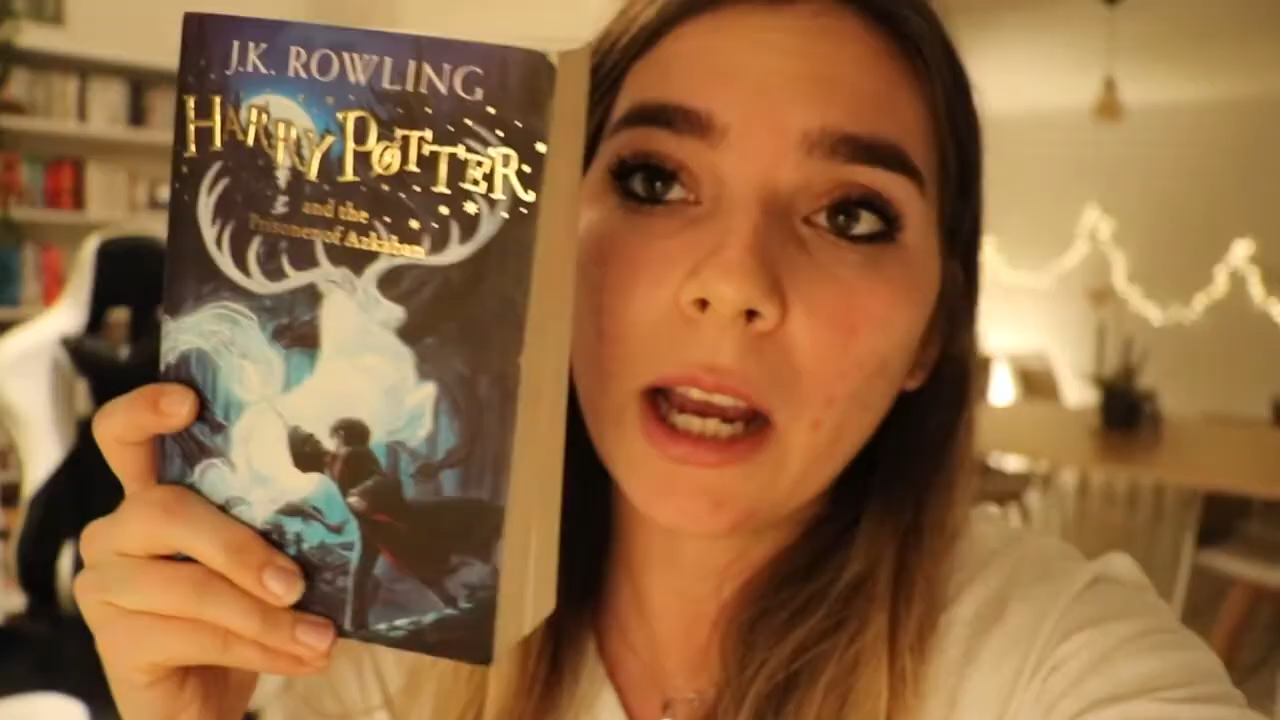 J.K. ROWLING
HARRY POTTER
and the
Prisoner of Azkaban